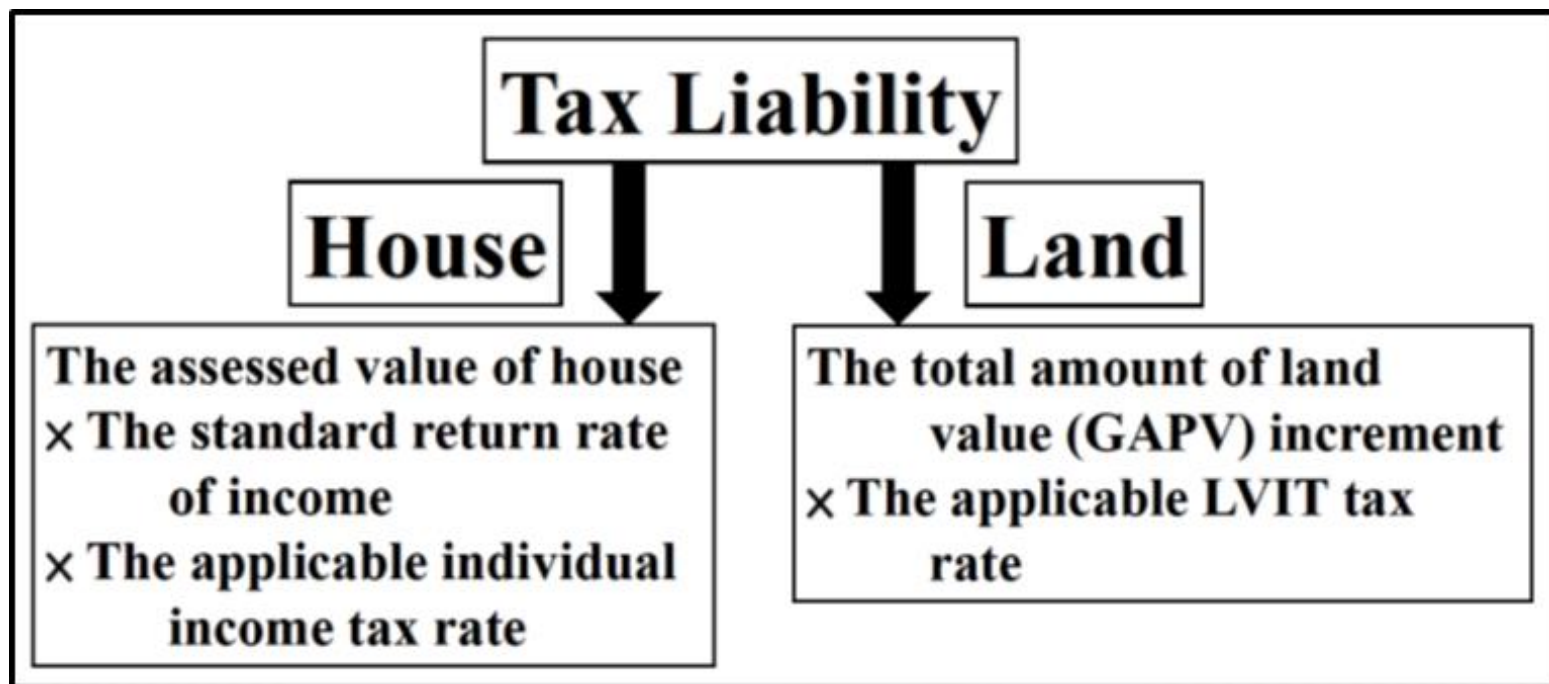 Tax Liability
House
Land
The assessed value of house
× The standard return rate
of income
× The applicable individual
income tax rate
The total amount of land
value (GAPV) increment
× The applicable LVIT tax
rate